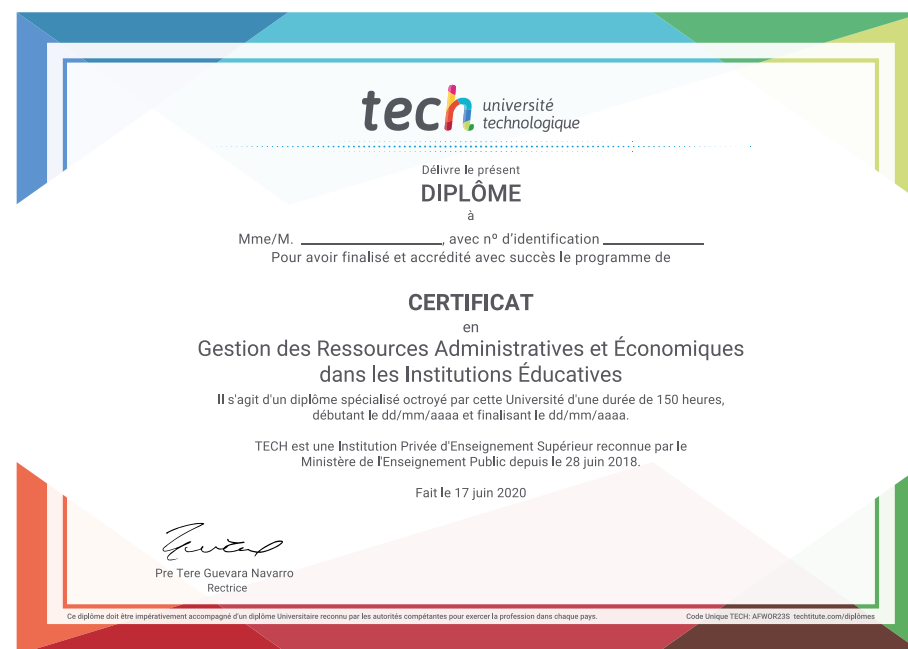 tech université
technologique
Délivre le présent
DIPLÔME
à
Mme/M. ____________________, avec nº d'identification ______________
Pour avoir finalisé et accrédité avec succès le programme de
CERTIFICAT
en
Gestion des Ressources Administratives et Économiques
dans les Institutions Éducatives
Il s'agit d'un diplôme spécialisé octroyé par cette Université d'une durée de 150 heures,
débutant le dd/mm/aaaa et finalisant le dd/mm/aaaa.
TECH est une Institution Privée d'Enseignement Supérieur reconnue par le
Ministère de l'Enseignement Public depuis le 28 juin 2018.
Fait le 17 juin 2020
Pre Tere Guevara Navarro
Rectrice
Ce diplôme doit être impérativement accompagné d'un diplôme Universitaire reconnu par les autorités compétentes pour exercer la profession dans chaque pays.
Code Unique TECH: AFWOR23S techtitute.com/diplômes